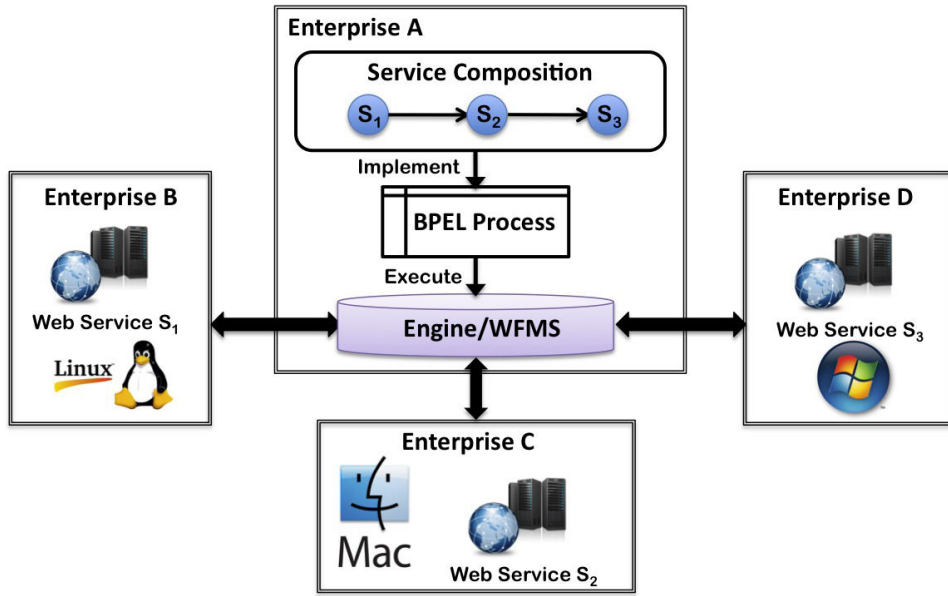 Enterprise A
Service Composition
S1 S2 S3
Implement
BPEL Process
Execute
Engine/WFMS
Enterprise B
Web Service S1
Linux
Enterprise D
Web Service S3
Enterprise C
Mac
Web Service S2